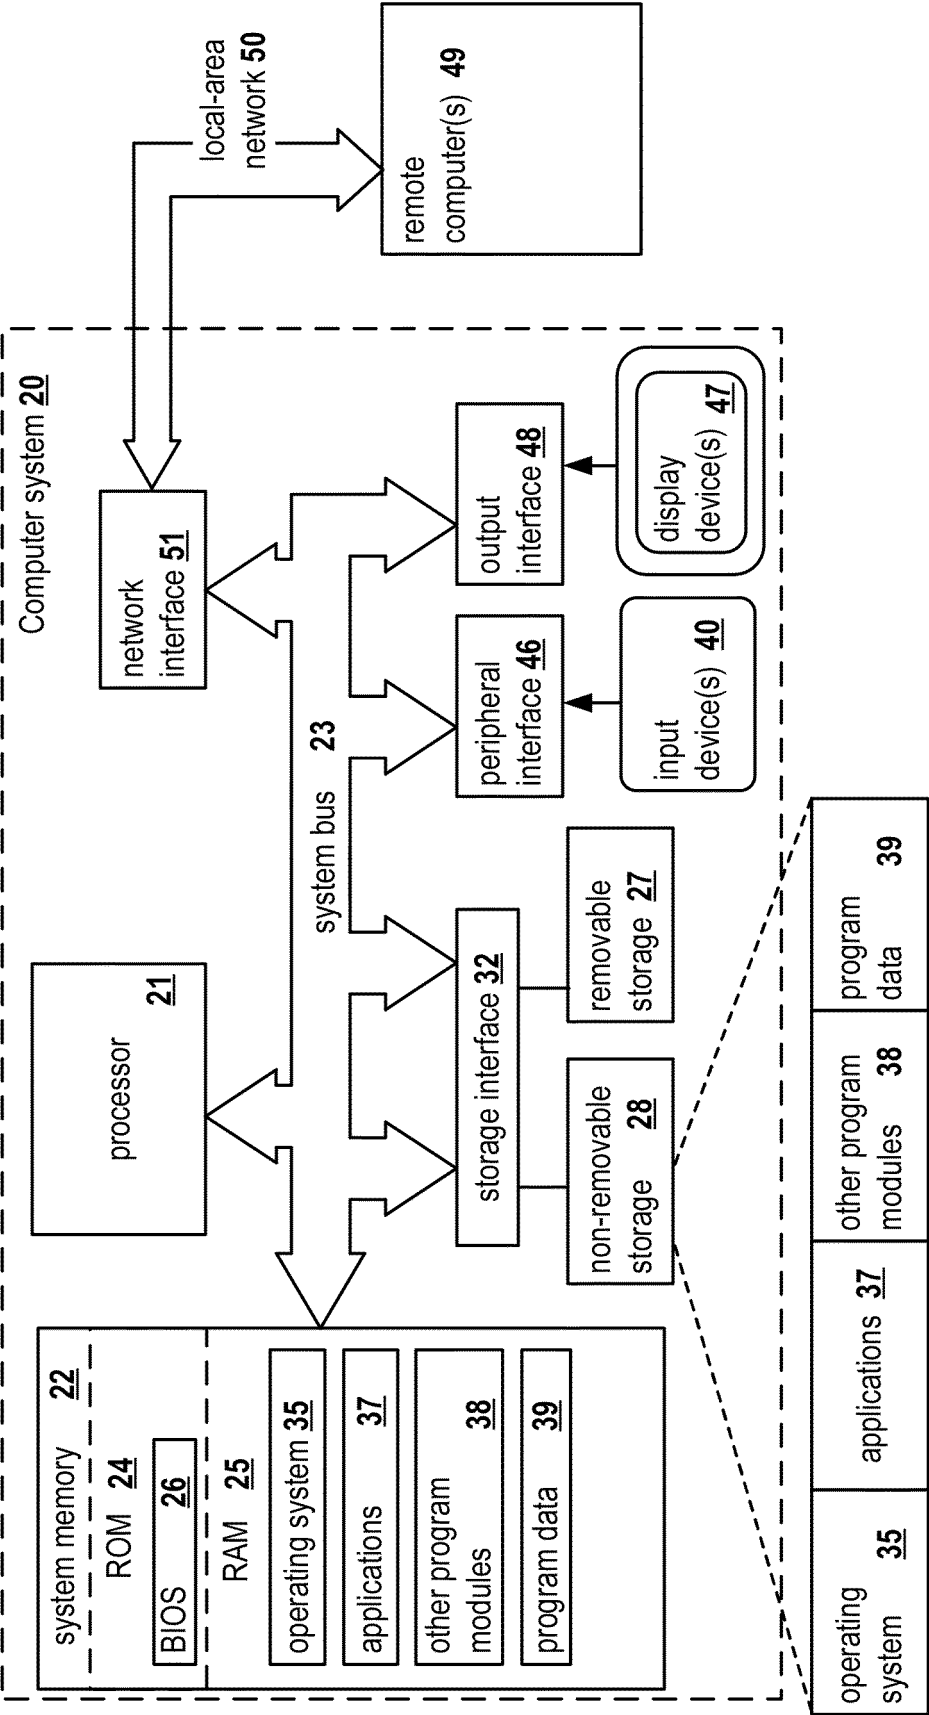 Computer system 20
system memory 22
ROM 24
BIOS 26
RAM 25
operating system 35
applications 37
other program
modules 38
program data 39
processor 21
system bus 23
network
interface 51
local-area
network 50
remote
computer(s) 49
storage interface 32
peripheral
interface 46
output
interface 48
non-removable
storage 28
removable
storage 27
input
device(s) 40
display
device(s) 47
operating
system 35
applications 37
other program
modules 38
program
data 39